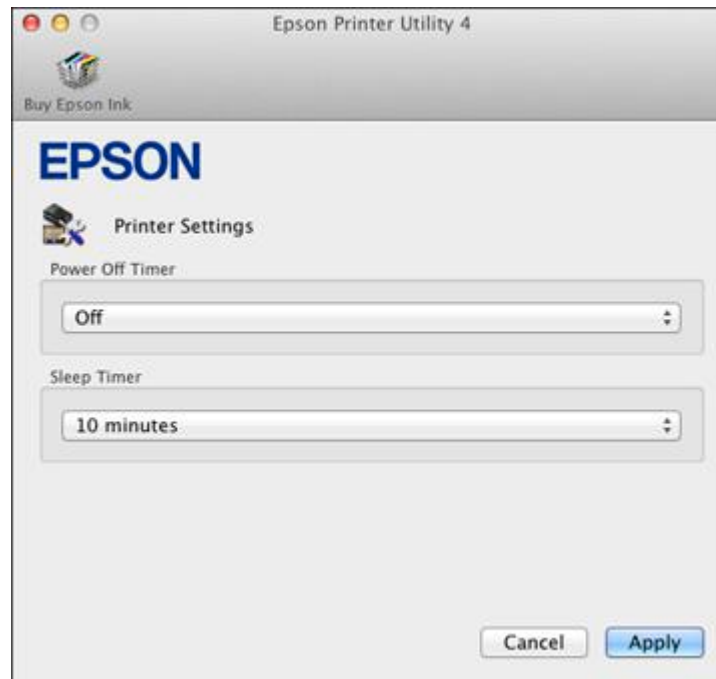 Epson Printer Utility 4
Buy Epson Ink
EPSON
Printer Settings
Power Off Timer
Off
Sleep Timer
10 minutes
Cancel Apply